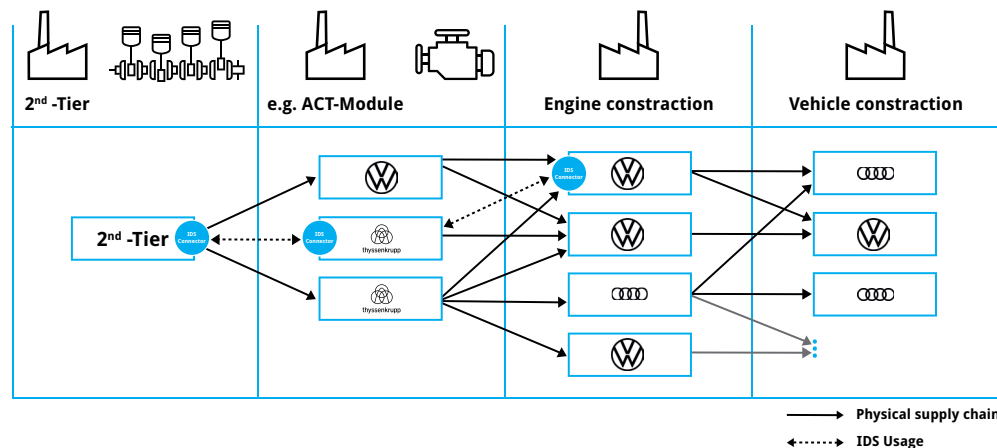 2nd -Tier
e.g. ACT-Module
Engine constraction
Vehicle constraction
2nd -Tier
IDS
Connector
IDS
Connector
thyssenkrupp
thyssenkrupp
IDS
Connector
Physical supply chain
IDS Usage